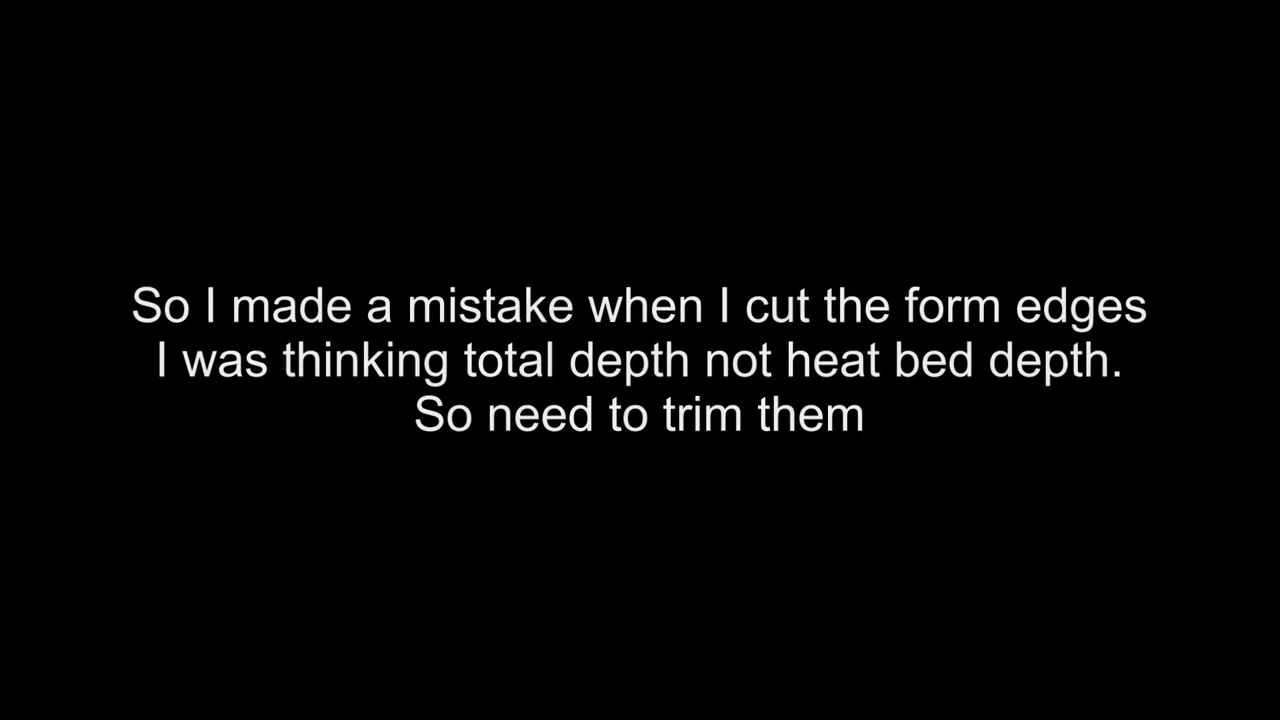 So I made a mistake when I cut the form edges
I was thinking total depth not heat bed depth.
So need to trim them